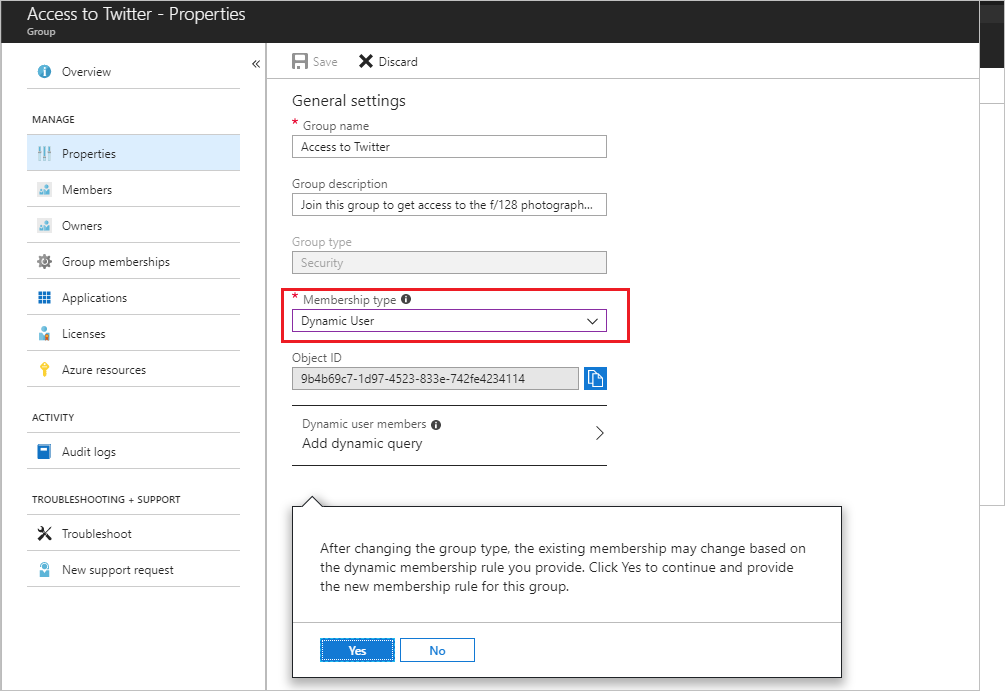 Access to Twitter - Properties
Group
«
Overview
MANAGE
Properties
Members
Owners
Group memberships
Applications
Licenses
Azure resources
ACTIVITY
Audit logs
TROUBLESHOOTING + SUPPORT
Troubleshoot
New support request
Save Discard
General settings
* Group name
Access to Twitter
Group description
Join this group to get access to the f/128 photograph...
Group type
Security
* Membership type
Dynamic User
Object ID
9b4b69c7-1d97-4523-833e-742fe4234114
Dynamic user members
Add dynamic query
After changing the group type, the existing membership may change based on
the dynamic membership rule you provide. Click Yes to continue and provide
the new membership rule for this group.
Yes No